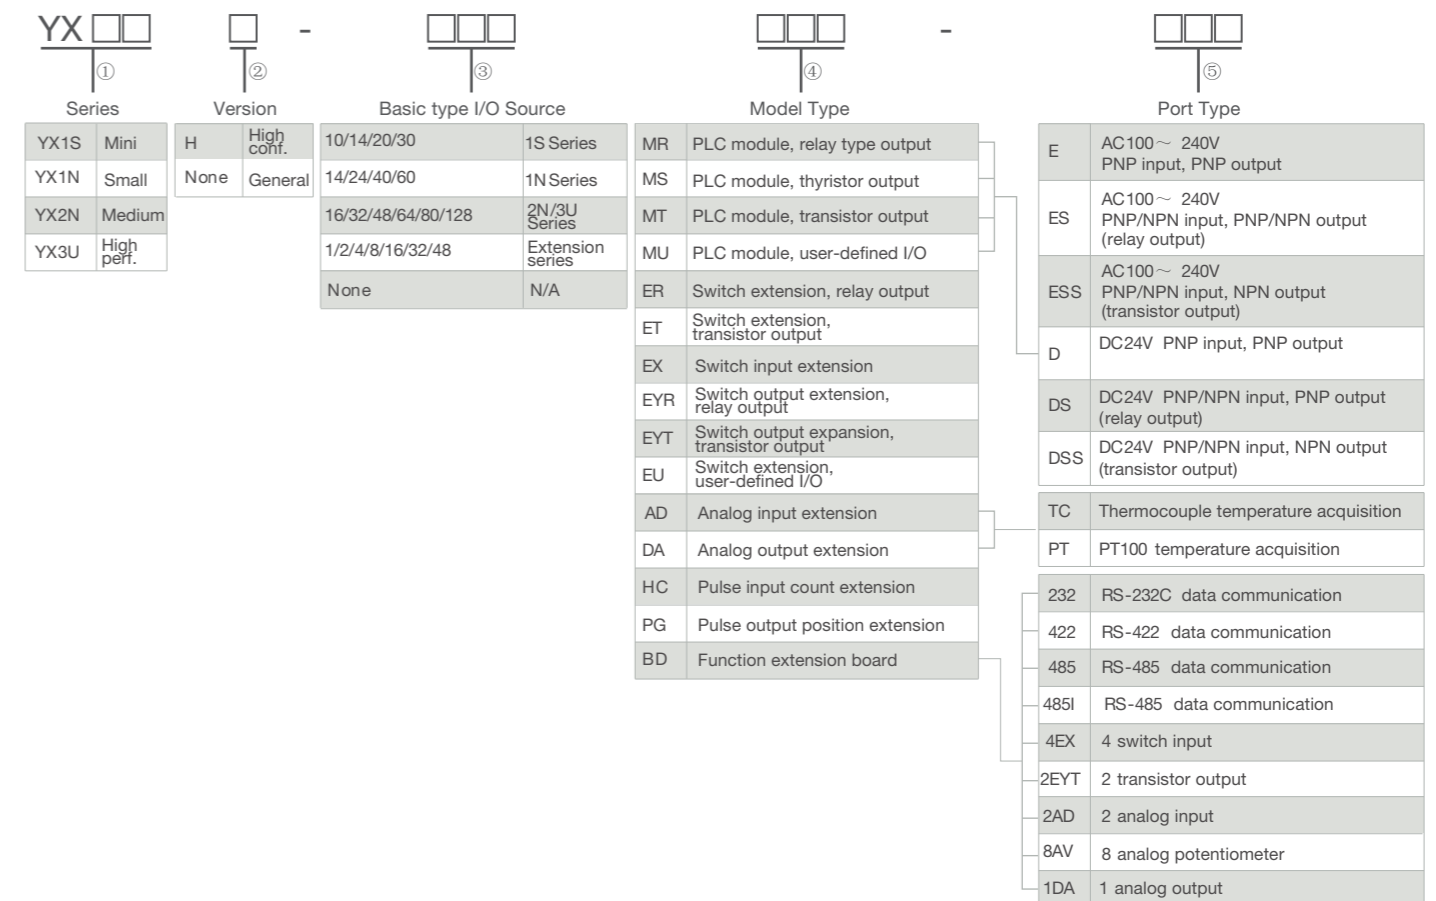 YX□□ □ - □□□ □□□ - □□□
① ② ③ ④ ⑤
Series
YX1S Mini
YX1N Small
YX2N Medium
YX3U High
perf.
Version
H High
conf.
None General
Basic type I/O Source
10/14/20/30 1S Series
14/24/40/60 1N Series
16/32/48/64/80/128 2N/3U
Series
1/2/4/8/16/32/48 Extension
series
None N/A
Model Type
MR PLC module, relay type output
MS PLC module, thyristor output
MT PLC module, transistor output
MU PLC module, user-defined I/O
ER Switch extension, relay output
ET Switch extension,
transistor output
EX Switch input extension
EYR Switch output extension,
relay output
EYT Switch output expansion,
transistor output
EU Switch extension,
user-defined I/O
AD Analog input extension
DA Analog output extension
HC Pulse input count extension
PG Pulse output position extension
BD Function extension board
Port Type
E AC100～ 240V
PNP input, PNP output
ES AC100～ 240V
PNP/NPN input, PNP/NPN output
(relay output)
ESS AC100～ 240V
PNP/NPN input, NPN output
(transistor output)
D DC24V PNP input, PNP output
DS DC24V PNP/NPN input, PNP output
(relay output)
DSS DC24V PNP/NPN input, NPN output
(transistor output)
TC Thermocouple temperature acquisition
PT PT100 temperature acquisition
232 RS-232C data communication
422 RS-422 data communication
485 RS-485 data communication
485I RS-485 data communication
4EX 4 switch input
2EYT 2 transistor output
2AD 2 analog input
8AV 8 analog potentiometer
1DA 1 analog output